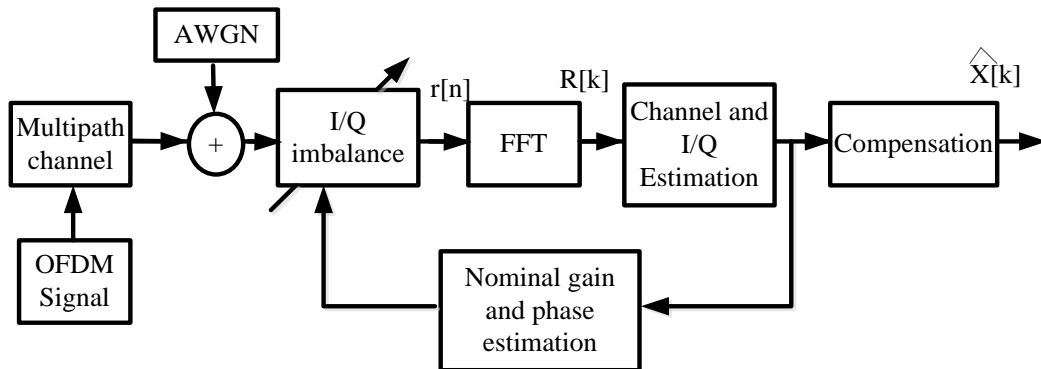 AWGN
Multipath
channel
+
I/Q
imbalance
r[n]
FFT
R[k]
Channel and
I/Q
Estimation
Compensation
X̂[k]
OFDM
Signal
Nominal gain
and phase
estimation